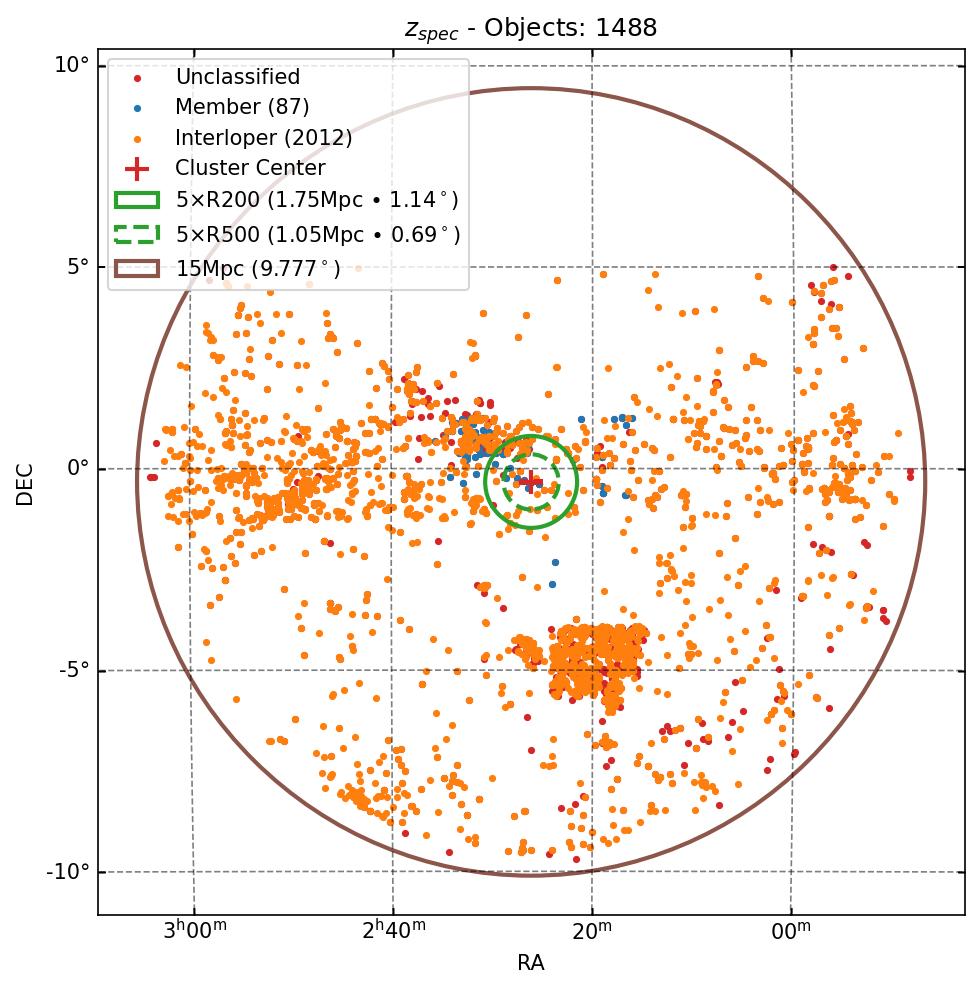 z_spec - Objects: 1488
Unclassified
Member (87)
Interloper (2012)
Cluster Center
5×R200 (1.75Mpc • 1.14°)
5×R500 (1.05Mpc • 0.69°)
15Mpc (9.777°)
10°
5°
0°
-5°
-10°
DEC
3ʰ00ᵐ
2ʰ40ᵐ
20ᵐ
00ᵐ
RA